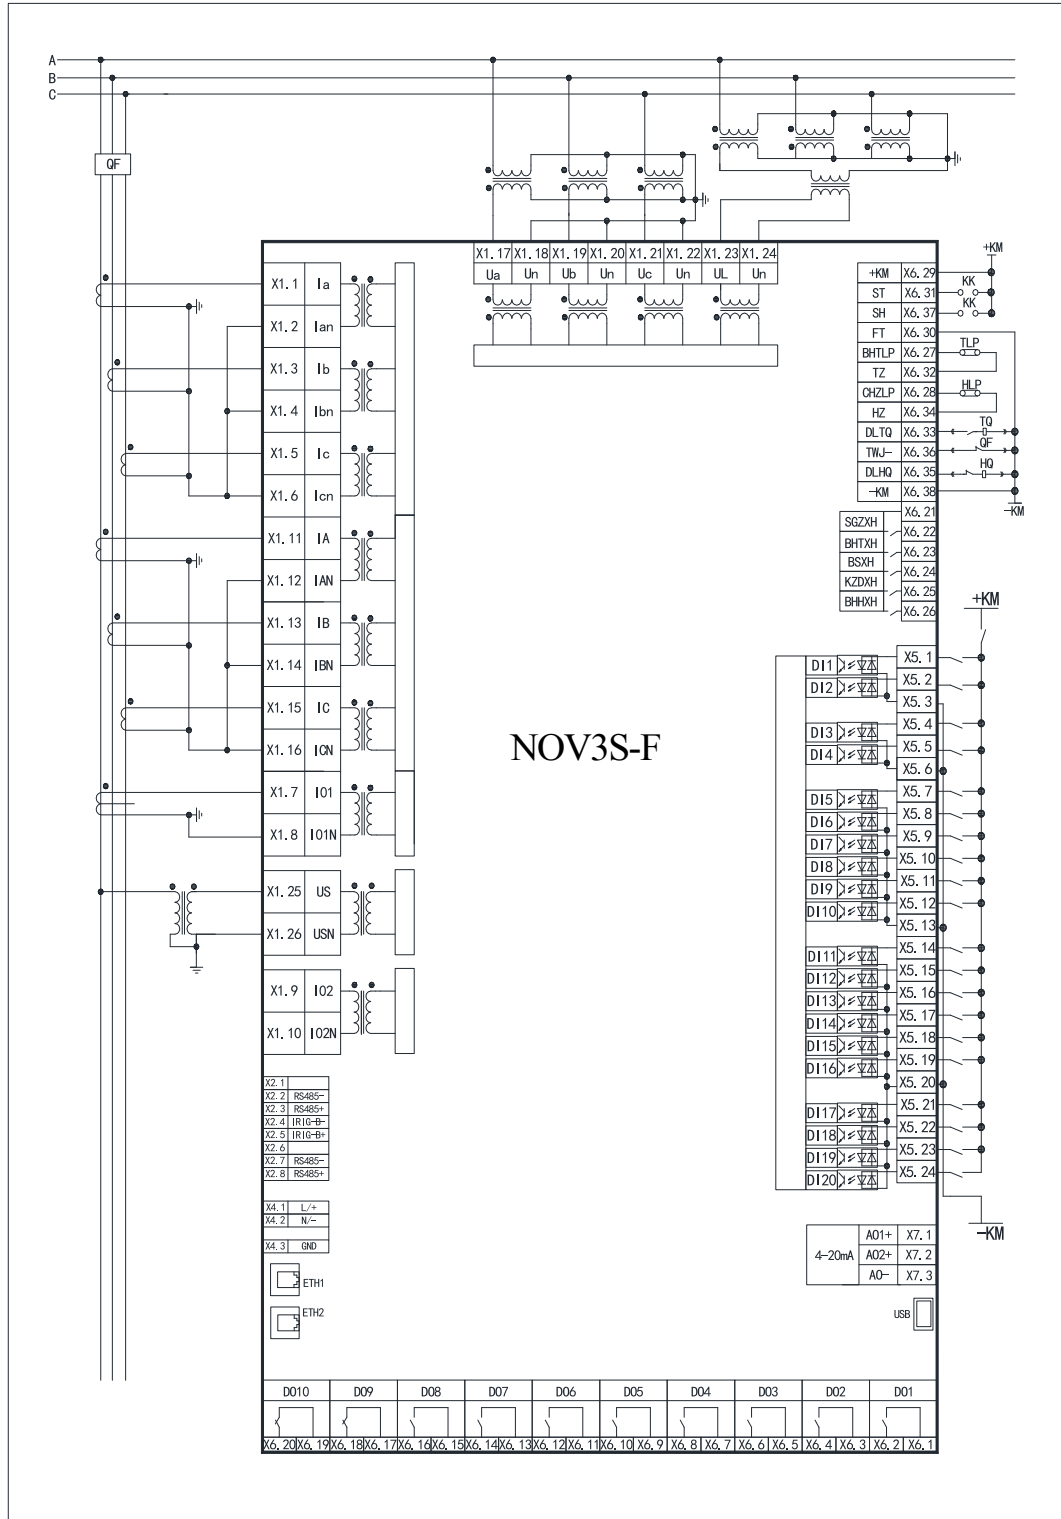 A
B
C
QF
X1.17 X1.18 X1.19 X1.20 X1.21 X1.22 X1.23 X1.24
Ua Un Ub Un Uc Un UL Un
X1.1 Ia
X1.2 Ian
X1.3 Ib
X1.4 Ibn
X1.5 Ic
X1.6 Icn
X1.11 IA
X1.12 IAN
X1.13 IB
X1.14 IBN
X1.15 IC
X1.16 ICN
X1.7 I01
X1.8 I01N
X1.25 US
X1.26 USN
X1.9 I02
X1.10 I02N
X2.1
X2.2 RS485-
X2.3 RS485+
X2.4 IRIG-B-
X2.5 IRIG-B+
X2.6
X2.7 RS485-
X2.8 RS485+
X4.1 L/+
X4.2 N/-
X4.3 GND
ETH1
ETH2
NOV3S-F
+KM
+KM X6.29
KK
ST X6.31
KK
SH X6.37
FT X6.30
BHTLP X6.27 TLP
TZ X6.32
CHZLP X6.28 HLP
HZ X6.34
DLTQ X6.33 TQ
TWJ- X6.36 QF
DLHQ X6.35 HQ
-KM X6.38
-KM
X6.21
SGZXH X6.22
BHTXH X6.23
BSXH X6.24
KZDXH X6.25
BHHXH X6.26
+KM
DI1 X5.1
DI2 X5.2
X5.3
DI3 X5.4
DI4 X5.5
X5.6
DI5 X5.7
DI6 X5.8
DI7 X5.9
DI8 X5.10
DI9 X5.11
DI10 X5.12
X5.13
DI11 X5.14
DI12 X5.15
DI13 X5.16
DI14 X5.17
DI15 X5.18
DI16 X5.19
X5.20
DI17 X5.21
DI18 X5.22
DI19 X5.23
DI20 X5.24
-KM
4-20mA
AO1+ X7.1
AO2+ X7.2
AO- X7.3
USB
DO10 DO9 DO8 DO7 DO6 DO5 DO4 DO3 DO2 DO1
X6.20 X6.19 X6.18 X6.17 X6.16 X6.15 X6.14 X6.13 X6.12 X6.11 X6.10 X6.9 X6.8 X6.7 X6.6 X6.5 X6.4 X6.3 X6.2 X6.1